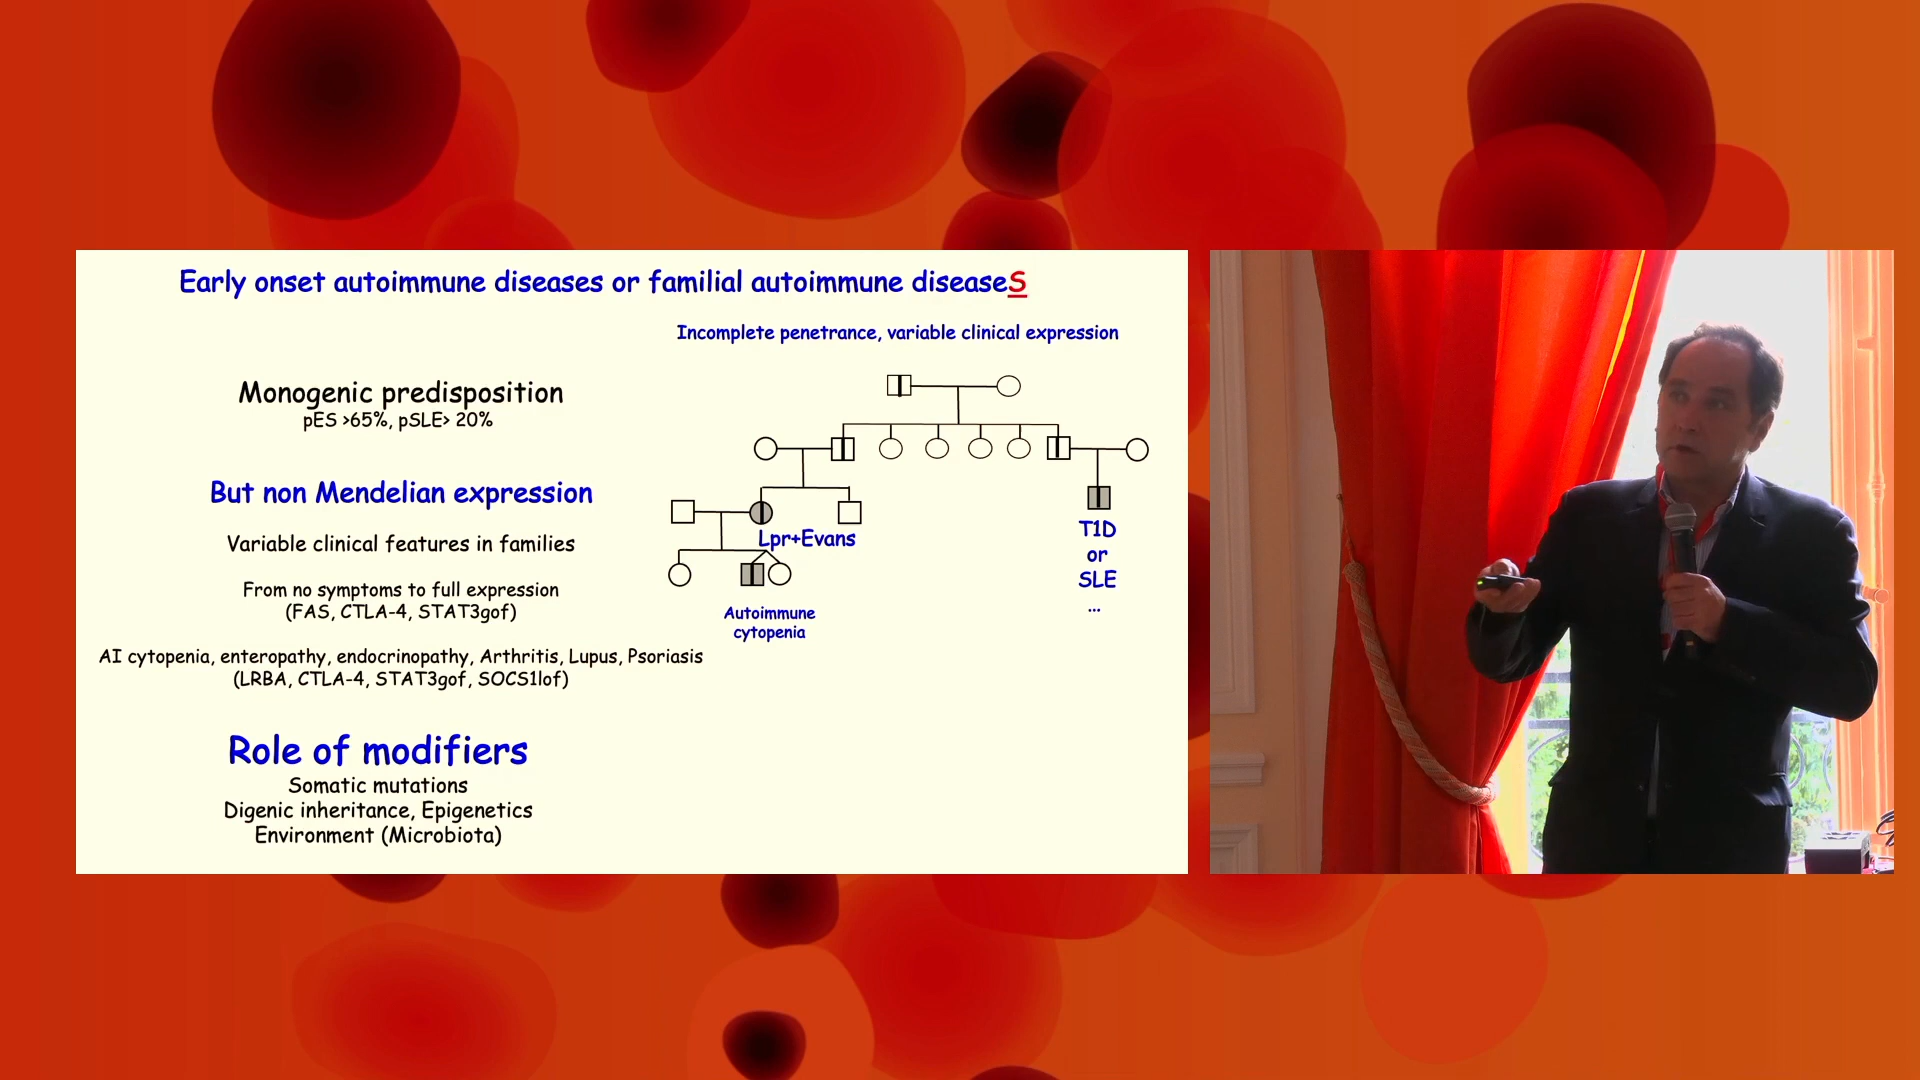 Early onset autoimmune diseases or familial autoimmune diseaseS
Incomplete penetrance, variable clinical expression
Monogenic predisposition
pES >65%, pSLE> 20%
But non Mendelian expression
Variable clinical features in families
From no symptoms to full expression
(FAS, CTLA-4, STAT3gof)
AI cytopenia, enteropathy, endocrinopathy, Arthritis, Lupus, Psoriasis
(LRBA, CTLA-4, STAT3gof, SOCS1lof)
Role of modifiers
Somatic mutations
Digenic inheritance, Epigenetics
Environment (Microbiota)
Lpr+Evans
Autoimmune
cytopenia
T1D
or
SLE
...